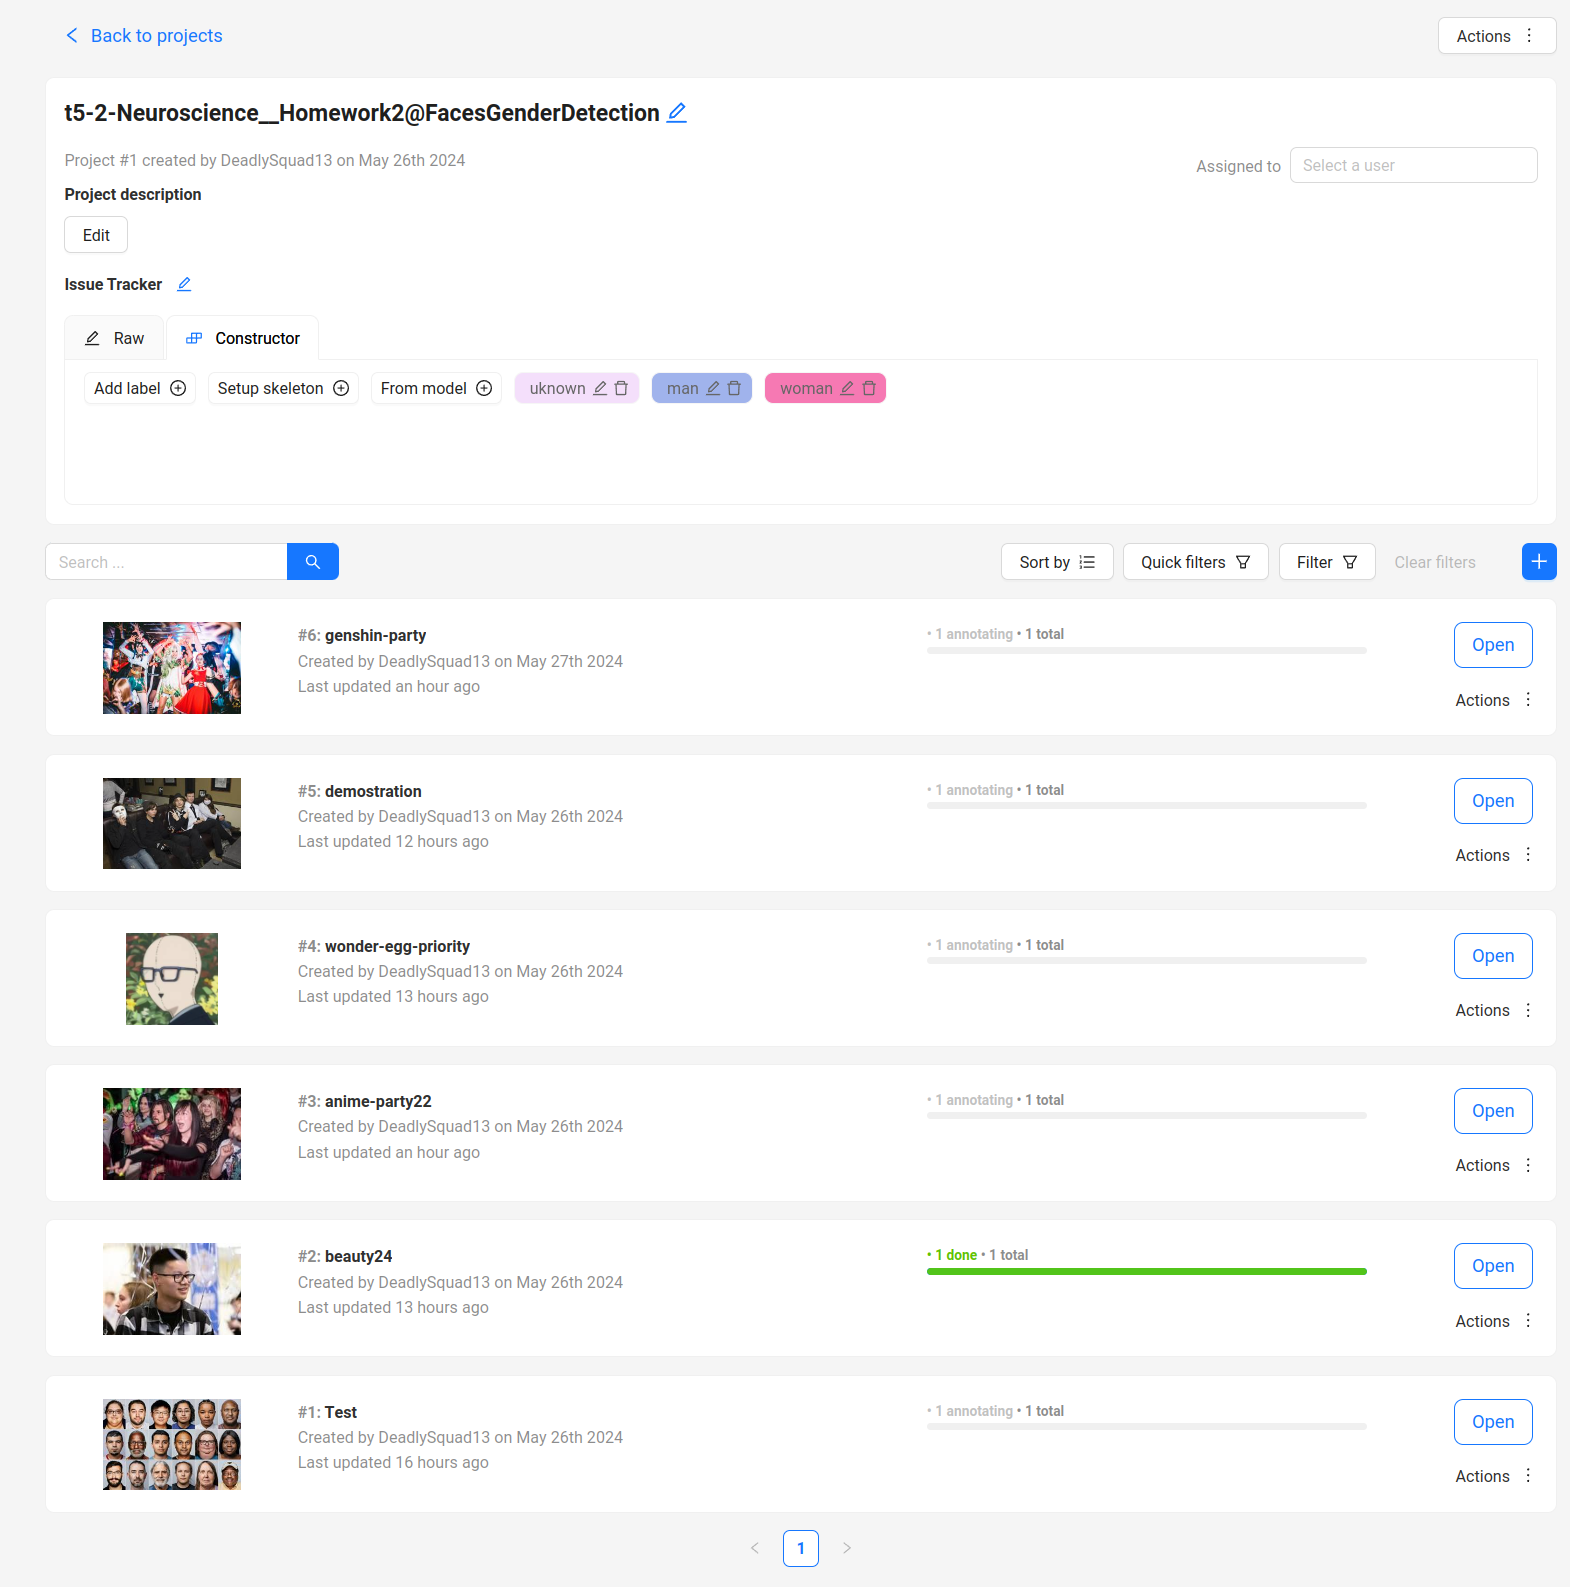 Back to projects
Actions
t5-2-Neuroscience__Homework2@FacesGenderDetection
Project #1 created by DeadlySquad13 on May 26th 2024
Assigned to
Select a user
Project description
Edit
Issue Tracker
Raw
Constructor
Add label
Setup skeleton
From model
uknown
man
woman
Search ...
Sort by
Quick filters
Filter
Clear filters
#6: genshin-party
Created by DeadlySquad13 on May 27th 2024
Last updated an hour ago
• 1 annotating • 1 total
Open
Actions
#5: demostration
Created by DeadlySquad13 on May 26th 2024
Last updated 12 hours ago
• 1 annotating • 1 total
Open
Actions
#4: wonder-egg-priority
Created by DeadlySquad13 on May 26th 2024
Last updated 13 hours ago
• 1 annotating • 1 total
Open
Actions
#3: anime-party22
Created by DeadlySquad13 on May 26th 2024
Last updated an hour ago
• 1 annotating • 1 total
Open
Actions
#2: beauty24
Created by DeadlySquad13 on May 26th 2024
Last updated 13 hours ago
• 1 done • 1 total
Open
Actions
#1: Test
Created by DeadlySquad13 on May 26th 2024
Last updated 16 hours ago
• 1 annotating • 1 total
Open
Actions
1